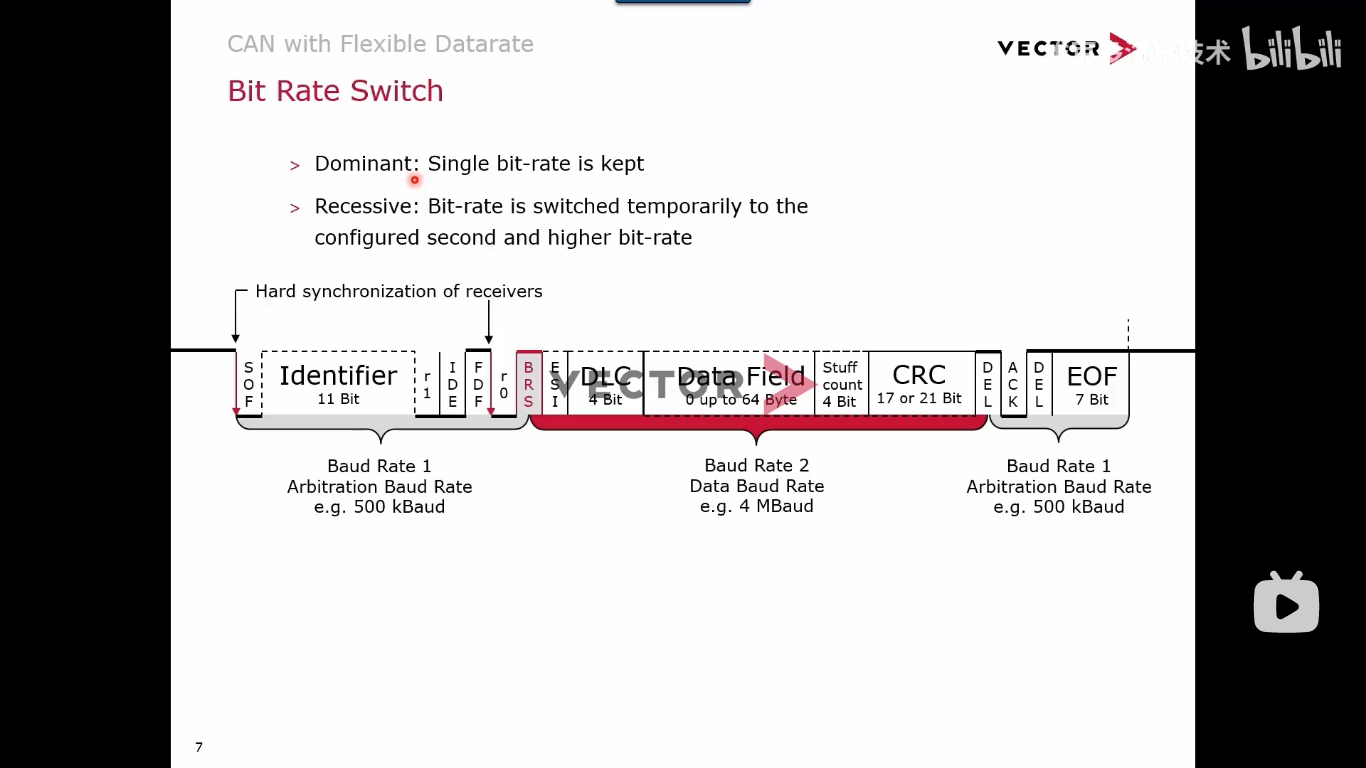 CAN with Flexible Datarate
VECTOR
技术
bilibili
Bit Rate Switch
> Dominant: Single bit-rate is kept
> Recessive: Bit-rate is switched temporarily to the
configured second and higher bit-rate
Hard synchronization of receivers
SOF
Identifier
11 Bit
r1
IDE
FDF
r0
BRS
ESI
DLC
4 Bit
Data Field
0 up to 64 Byte
Stuff
count
4 Bit
CRC
17 or 21 Bit
DEL
ACK
DEL
EOF
7 Bit
VECTOR
Baud Rate 1
Arbitration Baud Rate
e.g. 500 kBaud
Baud Rate 2
Data Baud Rate
e.g. 4 MBaud
Baud Rate 1
Arbitration Baud Rate
e.g. 500 kBaud
7